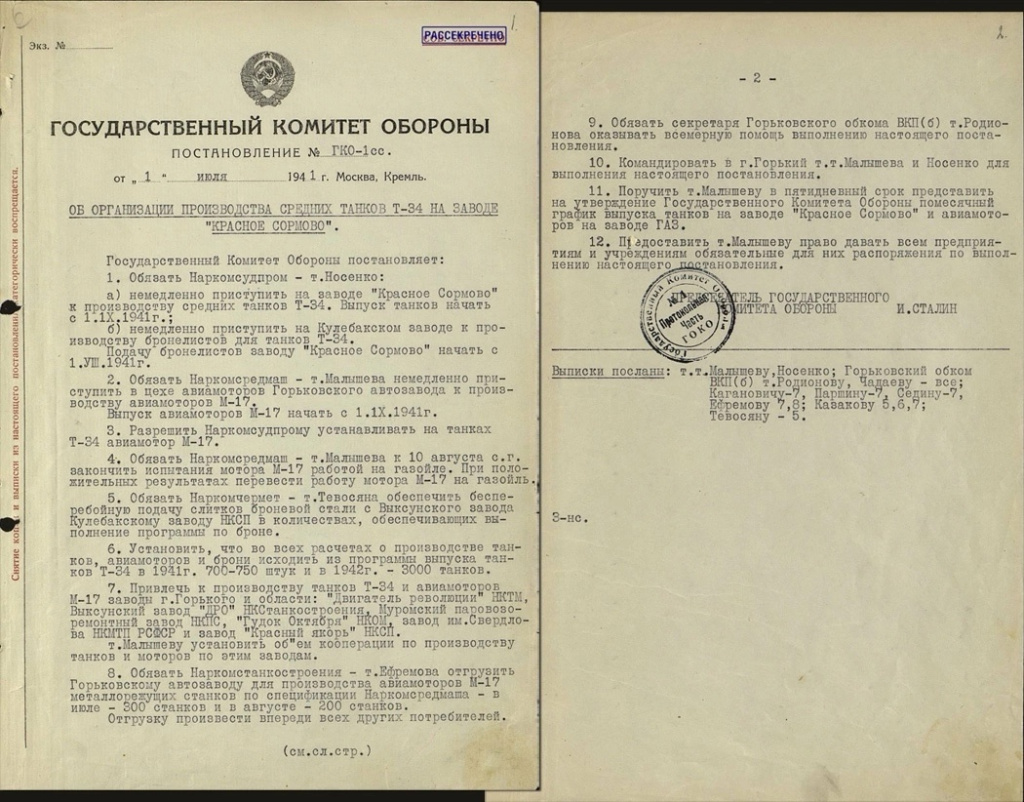 Экз. №
РАССЕКРЕЧЕНО
1.
ГОСУДАРСТВЕННЫЙ КОМИТЕТ ОБОРОНЫ
ПОСТАНОВЛЕНИЕ № ГКО-1сс.
от „ 1 " июля 1941 г. Москва, Кремль.
ОБ ОРГАНИЗАЦИИ ПРОИЗВОДСТВА СРЕДНИХ ТАНКОВ Т-34 НА ЗАВОДЕ
"КРАСНОЕ СОРМОВО".
Государственный Комитет Обороны постановляет:
1. Обязать Наркомсудпром - т.Носенко:
а) немедленно приступить на заводе "Красное Сормово"
к производству средних танков Т-34. Выпуск танков начать
с 1.IX.1941г.;
б) немедленно приступить на Кулебакском заводе к про-
изводству бронелистов для танков Т-34.
Подачу бронелистов заводу "Красное Сормово" начать с
1.УШ.1941г.
2. Обязать Наркомсредмаш - т.Малышева немедленно при-
ступить в цехе авиамоторов Горьковского автозавода к произ-
водству авиамоторов М-17.
Выпуск авиамоторов М-17 начать с 1.IX.1941г.
3. Разрешить Наркомсудпрому устанавливать на танках
Т-34 авиамотор М-17.
4. Обязать Наркомсредмаш - т.Малышева к 10 августа с.г.
закончить испытания мотора М-17 работой на газойле. При поло-
жительных результатах перевести работу мотора М-17 на газойль.
5. Обязать Наркомчермет - т.Тевосяна обеспечить беспе-
ребойную подачу слитков броневой стали с Выксунского завода
Кулебакскому заводу НКСП в количествах, обеспечивающих вы-
полнение программы по броне.
6. Установить, что во всех расчетах о производстве тан-
ков, авиамоторов и брони исходить из программы выпуска тан-
ков Т-34 в 1941г. 700-750 штук и в 1942г. - 3000 танков.
7. Привлечь к производству танков Т-34 и авиамоторов
М-17 заводы г.Горького и области: "Двигатель революции" НКТМ,
Выксунский завод "ДРО" НКСтанкостроения, Муромский паровозо-
ремонтный завод НКПС, "Гудок Октября" НКОМ, завод им.Свердло-
ва НКМТП РСФСР и завод "Красный якорь" НКСП.
т.Малышеву установить об"ем кооперации по производству
танков и моторов по этим заводам.
8. Обязать Наркомстанкостроения - т.Ефремова отгрузить
Горьковскому автозаводу для производства авиамоторов М-17
металлорежущих станков по спецификации Наркомсредмаша - в
июле - 300 станков и в августе - 200 станков.
Отгрузку произвести впереди всех других потребителей.
(см.сл.стр.)
Снятие копий и выписки из настоящего постановления категорически воспрещается.
2.
- 2 -
9. Обязать секретаря Горьковского обкома ВКП(б) т.Родио-
нова оказывать всемерную помощь выполнению настоящего поста-
новления.
10. Командировать в г.Горький т.т.Малышева и Носенко для
выполнения настоящего постановления.
11. Поручить т.Малышеву в пятидневный срок представить
на утверждение Государственного Комитета Обороны помесячный
график выпуска танков на заводе "Красное Сормово" и авиамото-
ров на заводе ГАЗ.
12. Предоставить т.Малышеву право давать всем предприя-
тиям и учреждениям обязательные для них распоряжения по выпол-
нению настоящего постановления.
ПРЕДСЕДАТЕЛЬ ГОСУДАРСТВЕННОГО
КОМИТЕТА ОБОРОНЫ И.СТАЛИН
Государственный Комитет Обороны
Протокольная
Часть
ГОКО
Выписки посланы: т.т.Малышеву,Носенко; Горьковский обком
ВКП(б) т.Родионову, Чадаеву - все;
Кагановичу-7, Паршину-7, Седину-7,
Ефремову 7,8; Казакову 5,6,7;
Тевосяну - 5.
3-нс.